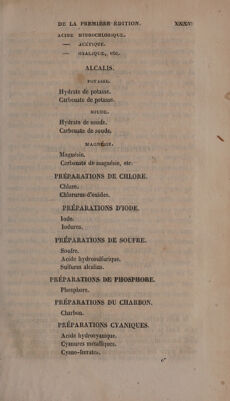 DE LA PREMIÈRE ÉDITION.
ACIDE HYDROCHLORIQUE.
— ACÉTIQUE.
— OXALIQUE, etc.
ALCALIS.
POTASSE.
Hydrate de potasse.
Carbonate de potasse.
SOUDE.
Hydrate de soude.
Carbonate de soude.
MAGNÉSIE.
Magnésie.
Carbonate de magnésie, etc.
PRÉPARATIONS DE CHLORE.
Chlore.
Chlorures d'oxides.
PRÉPARATIONS D'IODE.
Iode.
Iodures.
PRÉPARATIONS DE SOUFRE.
Soufre.
Acide hydrosulfurique.
Sulfures alcalins.
PRÉPARATIONS DE PHOSPHORE.
Phosphore.
PRÉPARATIONS DU CHARBON.
Charbon.
PRÉPARATIONS CYANIQUES.
Acide hydrocyanique.
Cyanures métalliques.
Cyano-ferrates.